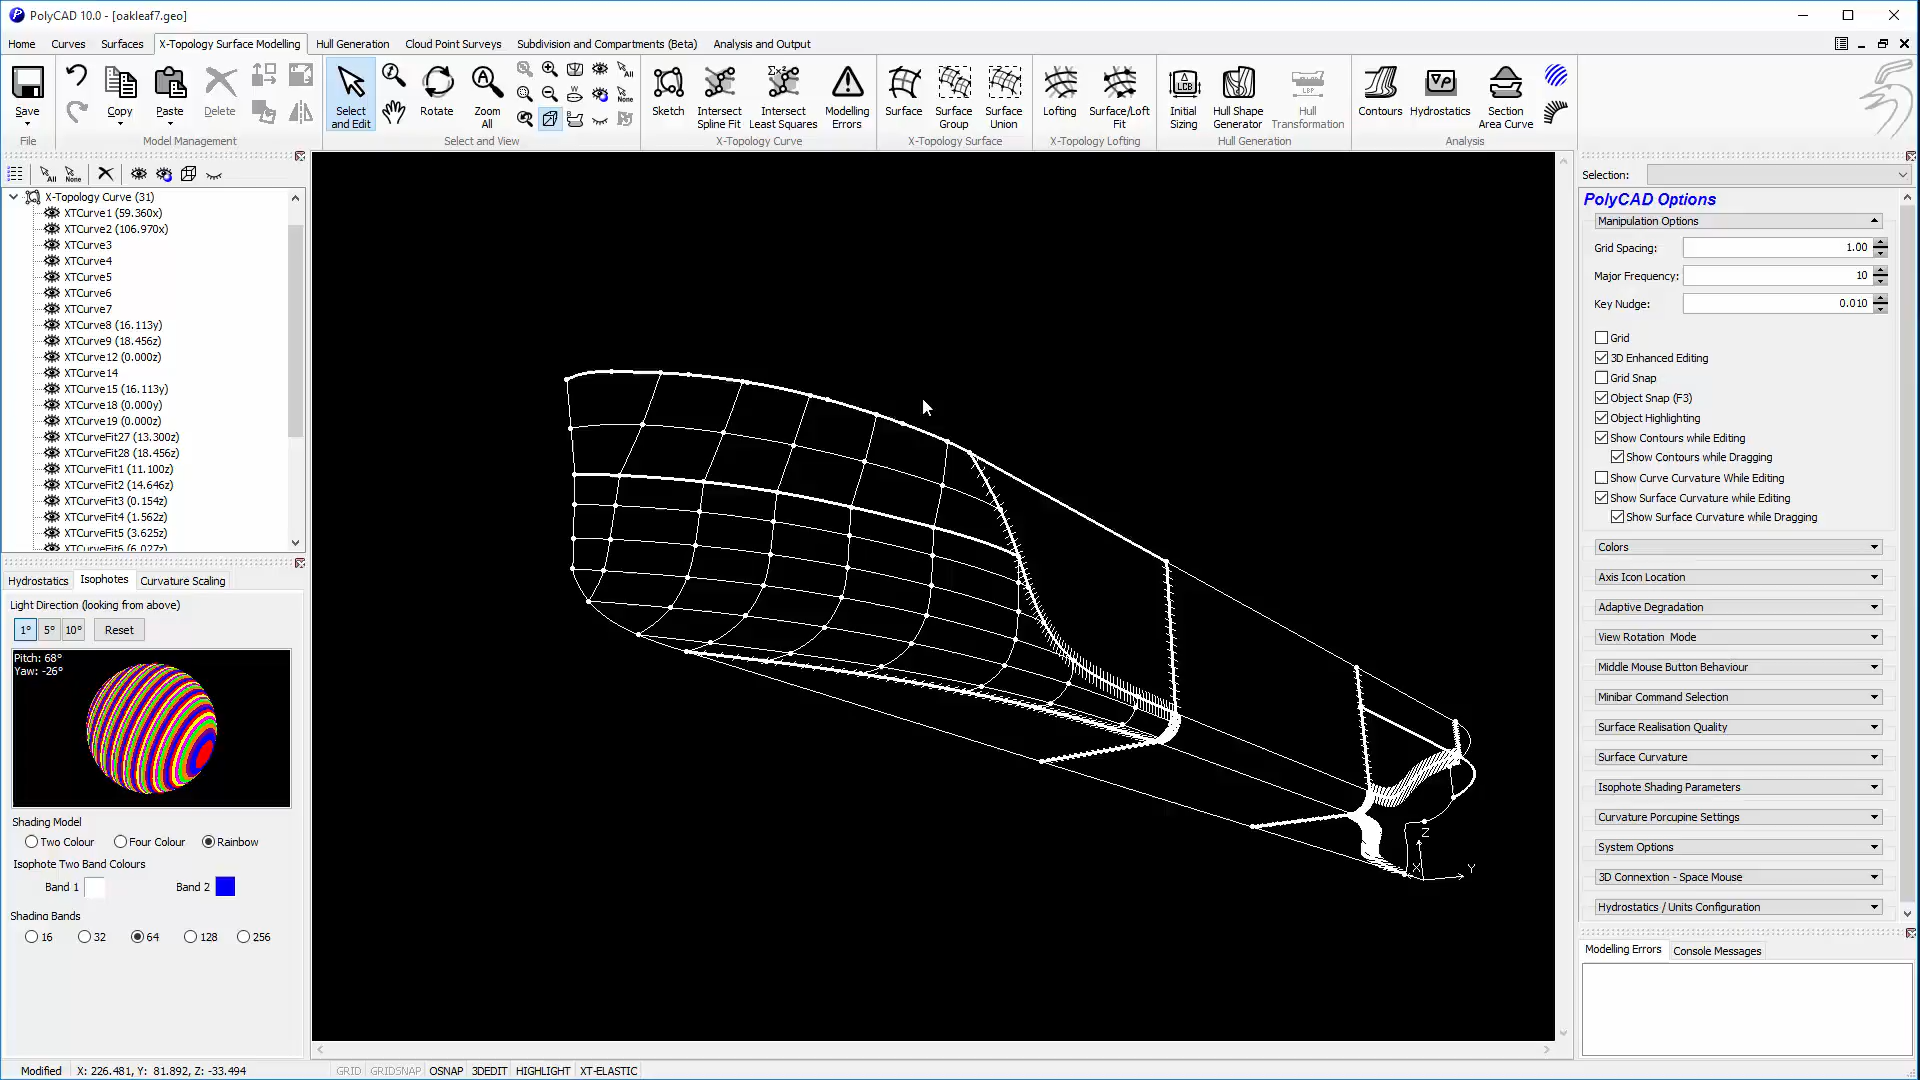 PolyCAD 10.0 - [oakleaf7.geo]
Home Curves Surfaces X-Topology Surface Modelling Hull Generation Cloud Point Surveys Subdivision and Compartments (Beta) Analysis and Output
Save Copy Paste Delete Select and Edit Rotate Zoom All Sketch Intersect Spline Fit Intersect Least Squares Modelling Errors Surface Surface Group Surface Union Lofting Surface/Loft Fit Initial Sizing Hull Shape Generator Hull Transformation Contours Hydrostatics Section Area Curve
File Model Management Select and View X-Topology Curve X-Topology Surface X-Topology Lofting Hull Generation Analysis
X-Topology Curve (31)
XTCurve1 (59.360x)
XTCurve2 (106.970x)
XTCurve3
XTCurve4
XTCurve5
XTCurve6
XTCurve7
XTCurve8 (16.113y)
XTCurve9 (18.456z)
XTCurve12 (0.000z)
XTCurve14
XTCurve15 (16.113y)
XTCurve18 (0.000y)
XTCurve19 (0.000z)
XTCurveFit27 (13.300z)
XTCurveFit28 (18.456z)
XTCurveFit1 (11.100z)
XTCurveFit2 (14.646z)
XTCurveFit3 (0.154z)
XTCurveFit4 (1.562z)
XTCurveFit5 (3.625z)
XTCurveFit6 (6.027z)
Hydrostatics Isophotes Curvature Scaling
Light Direction (looking from above)
1° 5° 10° Reset
Pitch: 68°
Yaw: -26°
Shading Model
Two Colour Four Colour Rainbow
Isophote Two Band Colours
Band 1 Band 2
Shading Bands
16 32 64 128 256
Z
X
Y
Selection:
PolyCAD Options
Manipulation Options
Grid Spacing: 1.00
Major Frequency: 10
Key Nudge: 0.010
Grid
3D Enhanced Editing
Grid Snap
Object Snap (F3)
Object Highlighting
Show Contours while Editing
Show Contours while Dragging
Show Curve Curvature While Editing
Show Surface Curvature while Editing
Show Surface Curvature while Dragging
Colors
Axis Icon Location
Adaptive Degradation
View Rotation Mode
Middle Mouse Button Behaviour
Minibar Command Selection
Surface Realisation Quality
Surface Curvature
Isophote Shading Parameters
Curvature Porcupine Settings
System Options
3D Connextion - Space Mouse
Hydrostatics / Units Configuration
Modelling Errors Console Messages
Modified X: 226.481, Y: 81.892, Z: -33.494 GRID GRIDSNAP OSNAP 3DEDIT HIGHLIGHT XT-ELASTIC